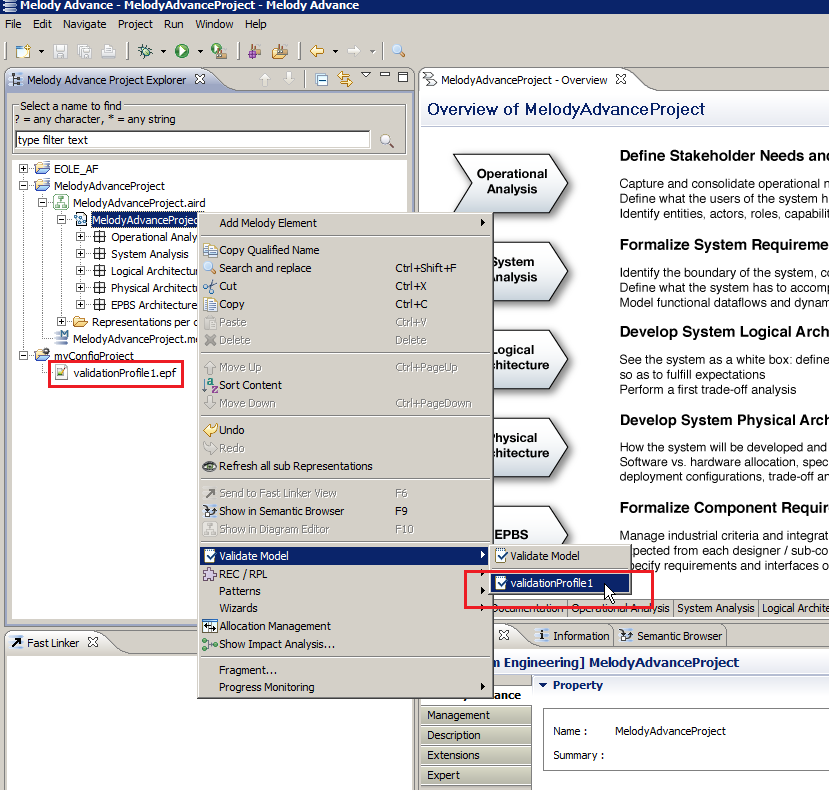 Melody Advance - MelodyAdvanceProject - Melody Advance
File Edit Navigate Project Run Window Help
Melody Advance Project Explorer
Select a name to find
? = any character, * = any string
type filter text
EOLE_AF
MelodyAdvanceProject
MelodyAdvanceProject.aird
MelodyAdvanceProjec
Operational Analy
System Analysis
Logical Architectur
Physical Architectu
EPBS Architecture
Representations per c
MelodyAdvanceProject.me
myConfigProject
validationProfile1.epf
Add Melody Element
Copy Qualified Name
Search and replace Ctrl+Shift+F
Cut Ctrl+X
Copy Ctrl+C
Paste Ctrl+V
Delete Delete
Move Up Ctrl+PageUp
Sort Content
Move Down Ctrl+PageDown
Undo
Redo
Refresh all sub Representations
Send to Fast Linker View F6
Show in Semantic Browser F9
Show in Diagram Editor F10
Validate Model
REC / RPL
Patterns
Wizards
Allocation Management
Show Impact Analysis...
Fragment...
Progress Monitoring
Validate Model
validationProfile1
MelodyAdvanceProject - Overview
Overview of MelodyAdvanceProject
Operational
Analysis
Define Stakeholder Needs and
Capture and consolidate operational n
Define what the users of the system h
Identify entities, actors, roles, capabilit
System
nalysis
Formalize System Requireme
Identify the boundary of the system, co
Define what the system has to accomp
Model functional dataflows and dynam
Logical
hitecture
Develop System Logical Arch
See the system as a white box: define
so as to fulfill expectations
Perform a first trade-off analysis
Physical
hitecture
Develop System Physical Arch
How the system will be developed and
Software vs. hardware allocation, spec
deployment configurations, trade-off an
EPBS
Formalize Component Requir
Manage industrial criteria and integrat
xpected from each designer / sub-co
pecify requirements and interfaces o
Documentation Operational Analysis System Analysis Logical Archite
Fast Linker
Information Semantic Browser
m Engineering] MelodyAdvanceProject
ance
Management
Description
Extensions
Expert
Property
Name : MelodyAdvanceProject
Summary :